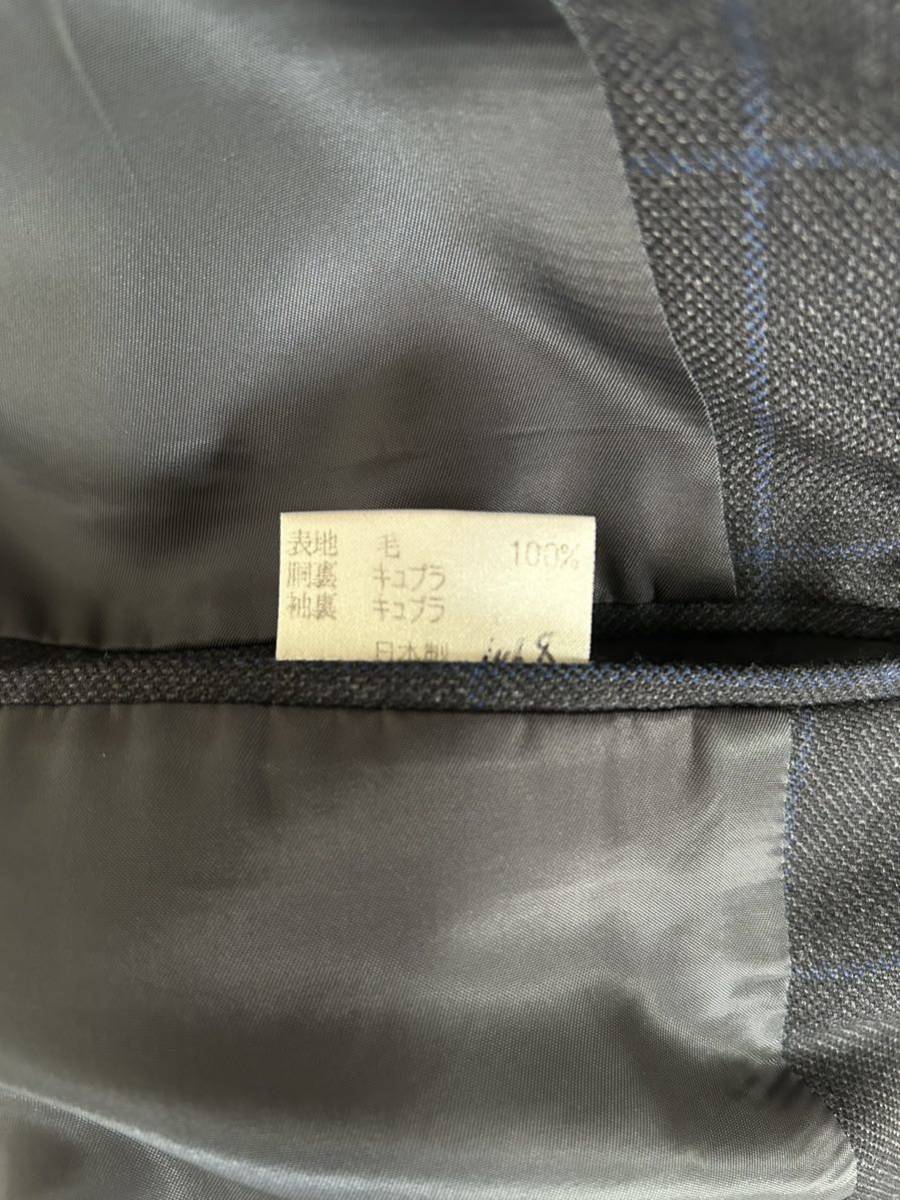 表地 毛 100%
胴裏 キュプラ
袖裏 キュプラ
日本製